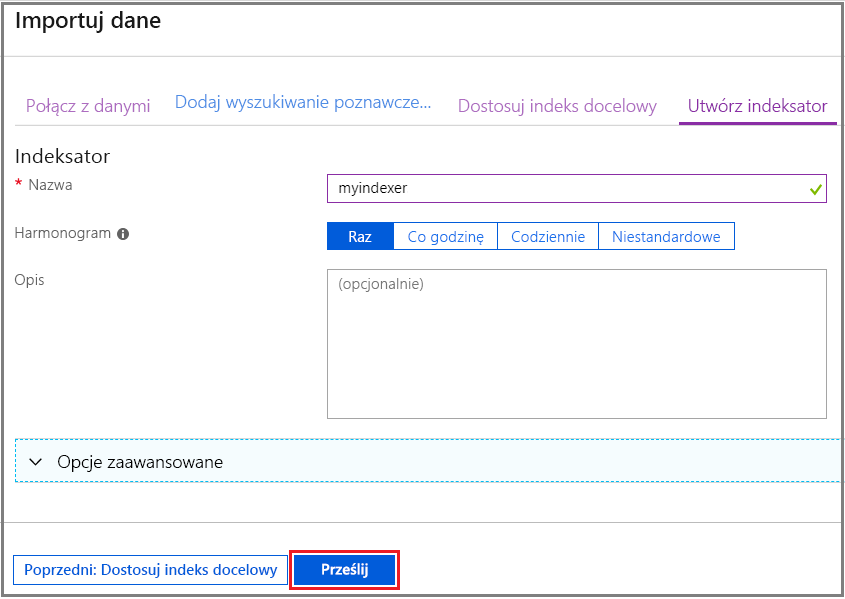 Importuj dane
Połącz z danymi Dodaj wyszukiwanie poznawcze... Dostosuj indeks docelowy Utwórz indeksator
Indeksator
* Nazwa myindexer
Harmonogram Raz Co godzinę Codziennie Niestandardowe
Opis (opcjonalnie)
Opcje zaawansowane
Poprzedni: Dostosuj indeks docelowy Prześlij